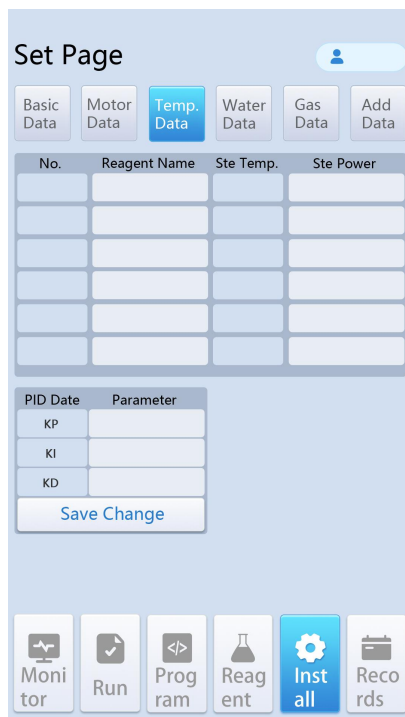 Set Page
Basic
Data
Motor
Data
Temp.
Data
Water
Data
Gas
Data
Add
Data
No. Reagent Name Ste Temp. Ste Power
PID Date Parameter
KP
KI
KD
Save Change
Moni
tor
Run
</>
Prog
ram
Reag
ent
Inst
all
Reco
rds